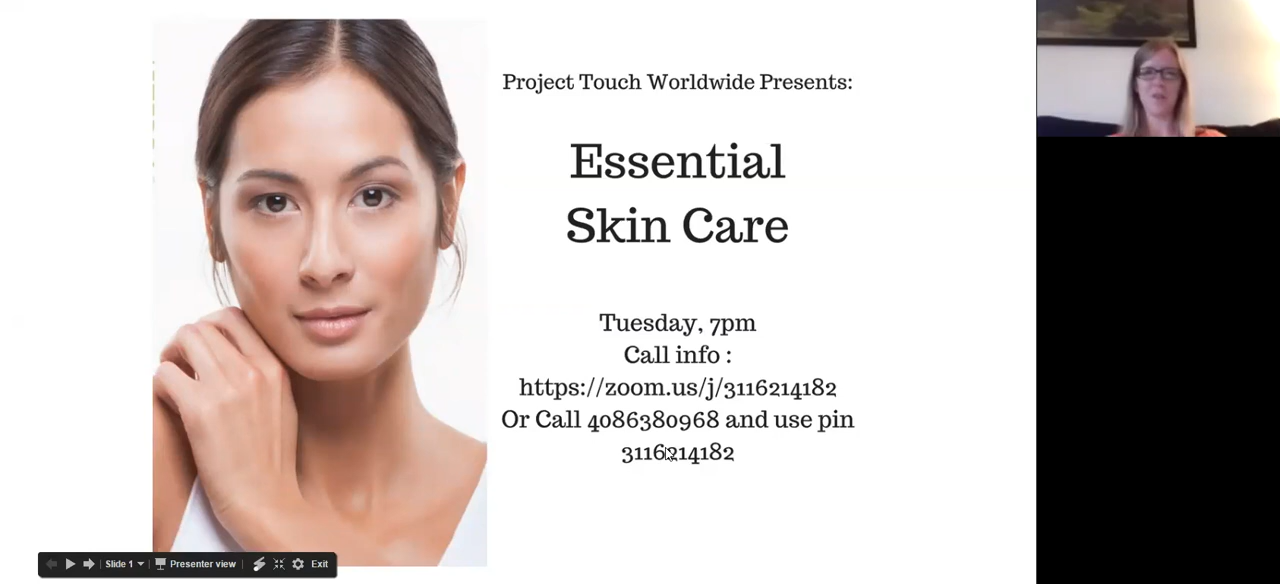 Project Touch Worldwide Presents:
Essential
Skin Care
Tuesday, 7pm
Call info :
https://zoom.us/j/3116214182
Or Call 4086380968 and use pin
3116214182
Slide 1 Presenter view Exit